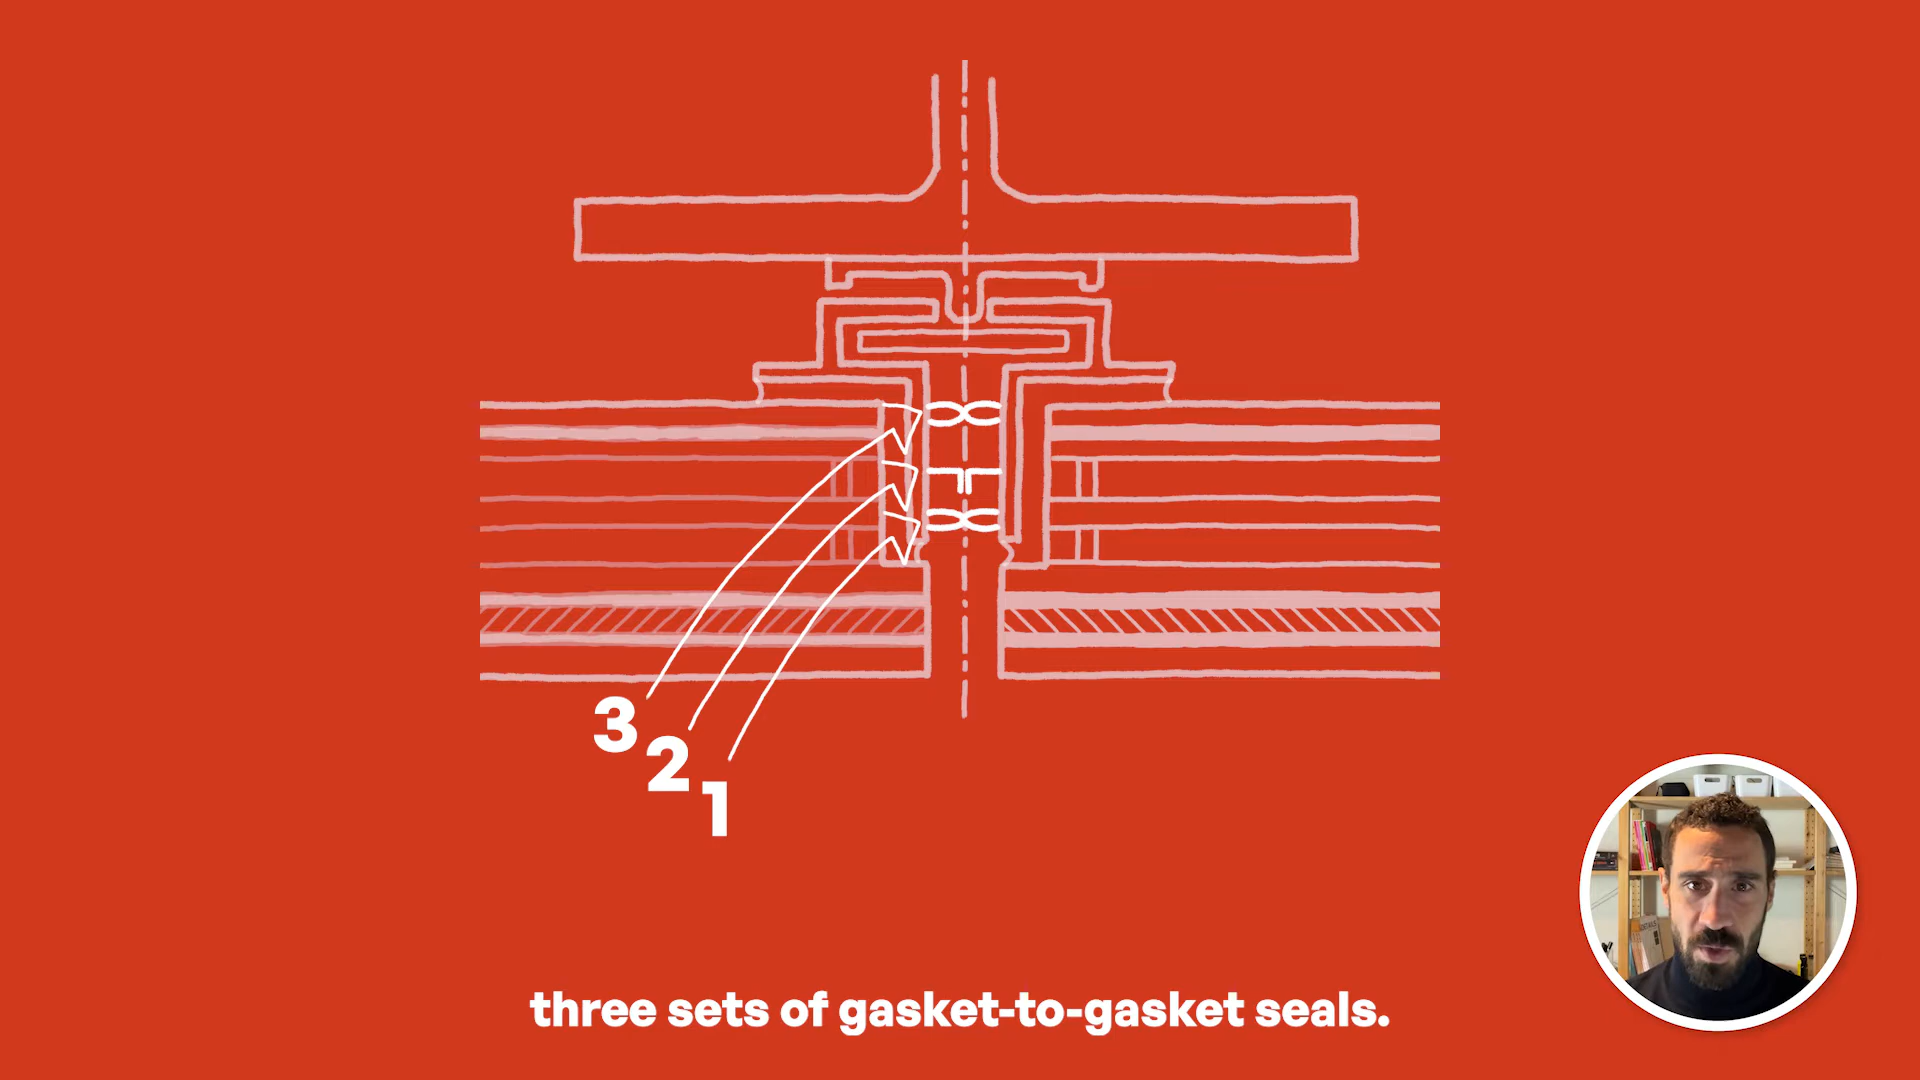 3
2
1
three sets of gasket-to-gasket seals.